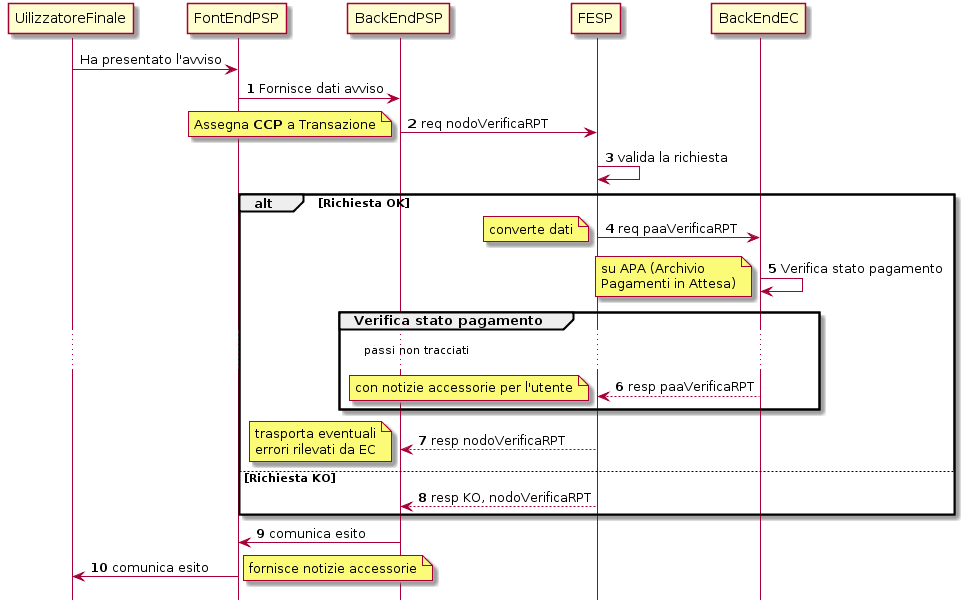 UilizzatoreFinale
FontEndPSP
BackEndPSP
FESP
BackEndEC
Ha presentato l'avviso
1 Fornisce dati avviso
Assegna CCP a Transazione
2 req nodoVerificaRPT
3 valida la richiesta
alt
[Richiesta OK]
converte dati
4 req paaVerificaRPT
su APA (Archivio
Pagamenti in Attesa)
5 Verifica stato pagamento
Verifica stato pagamento
passi non tracciati
con notizie accessorie per l'utente
6 resp paaVerificaRPT
trasporta eventuali
errori rilevati da EC
7 resp nodoVerificaRPT
[Richiesta KO]
8 resp KO, nodoVerificaRPT
9 comunica esito
10 comunica esito
fornisce notizie accessorie